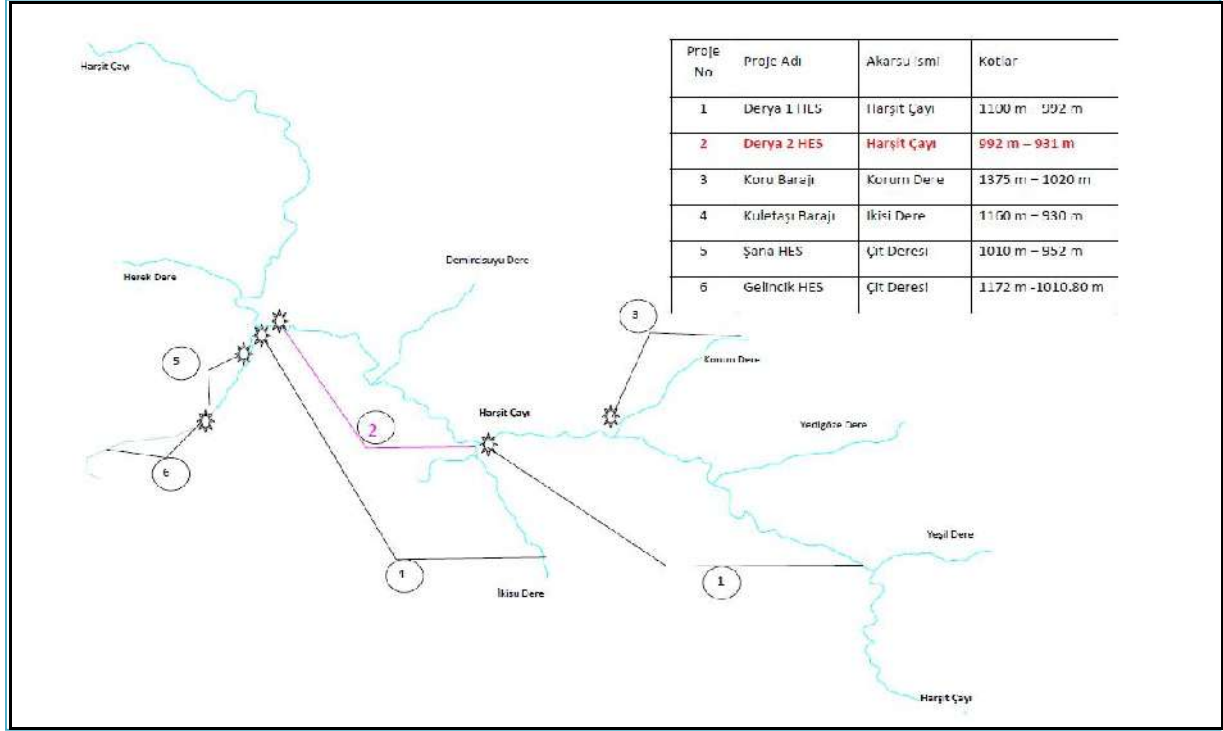 Harşit Çayı
Proje No Proje Adı Akarsu ismi Kotlar
1 Derya 1 HES Harşit Çayı 1100 m – 992 m
2 Derya 2 HES Harşit Çayı 992 m – 931 m
3 Koru Barajı Korum Dere 1375 m – 1020 m
4 Kuletaşı Barajı İkisi Dere 1160 m – 930 m
5 Şana HES Çit Deresi 1010 m – 952 m
6 Gelincik HES Çit Deresi 1172 m -1010.80 m
Demircisuyu Dere
Herek Dere
3
5
Korum Dere
Harşit Çayı
Yedigöze Dere
2
6
Yeşil Dere
4
1
İkisu Dere
Harşit Çayı